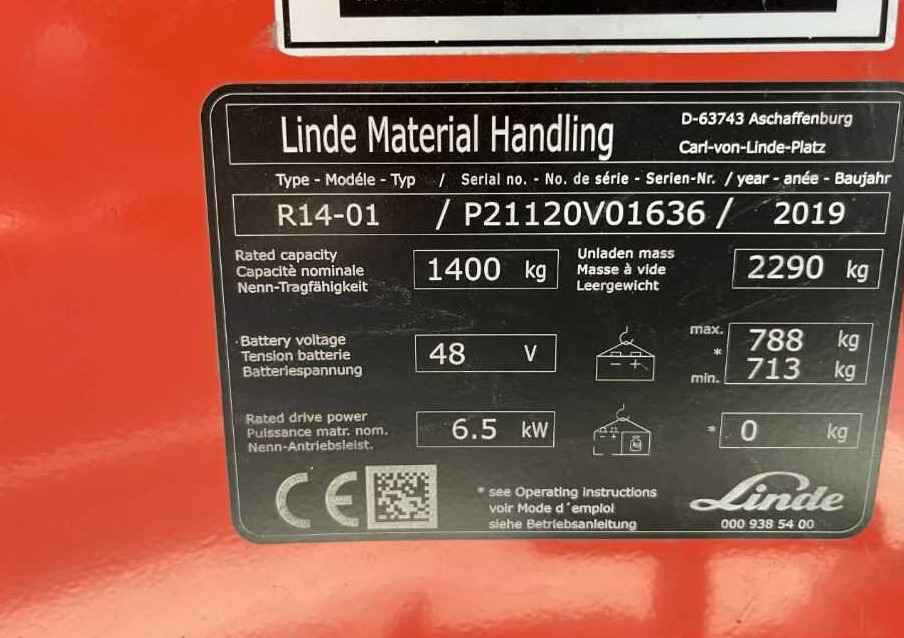 Linde Material Handling
D-63743 Aschaffenburg
Carl-von-Linde-Platz
Type - Modéle - Typ / Serial no. - No. de série - Serien-Nr. / year - anée - Baujahr
R14-01 / P21120V01636 / 2019
Rated capacity
Capacitè nominale
Nenn-Tragfähigkeit
1400 kg
Unladen mass
Masse à vide
Leergewicht
2290 kg
Battery voltage
Tension batterie
Batteriespannung
48 V
- +
max.
*
min.
788 kg
713 kg
Rated drive power
Puissance matr. nom.
Nenn-Antriebsleist.
6.5 kW
* 0 kg
CE
* see Operating instructions
voir Mode d´emploi
siehe Betriebsanleitung
Linde
000 938 54 00